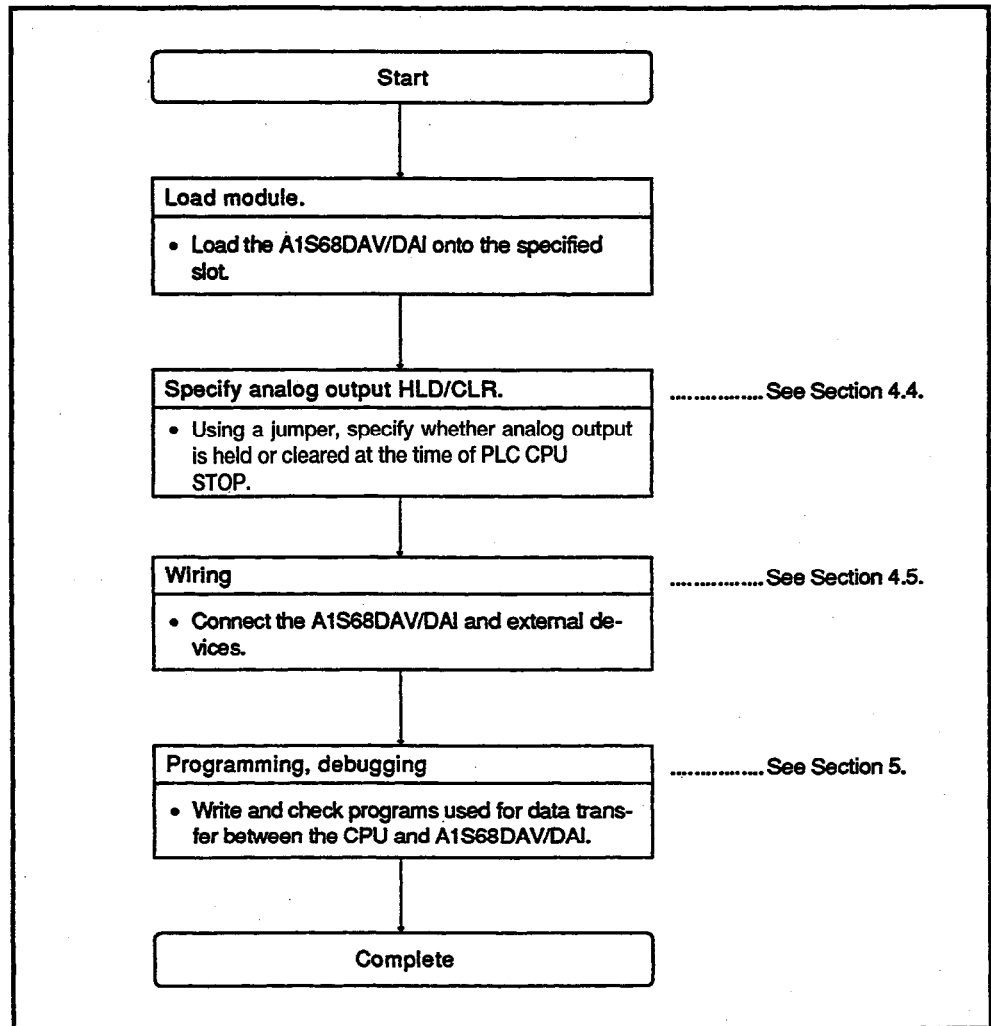 Start
Load module.
• Load the A1S68DAV/DAI onto the specified
slot.
Specify analog output HLD/CLR.
................ See Section 4.4.
• Using a jumper, specify whether analog output
is held or cleared at the time of PLC CPU
STOP.
Wiring
................ See Section 4.5.
• Connect the A1S68DAV/DAI and external de-
vices.
Programming, debugging
................ See Section 5.
• Write and check programs used for data trans-
fer between the CPU and A1S68DAV/DAI.
Complete